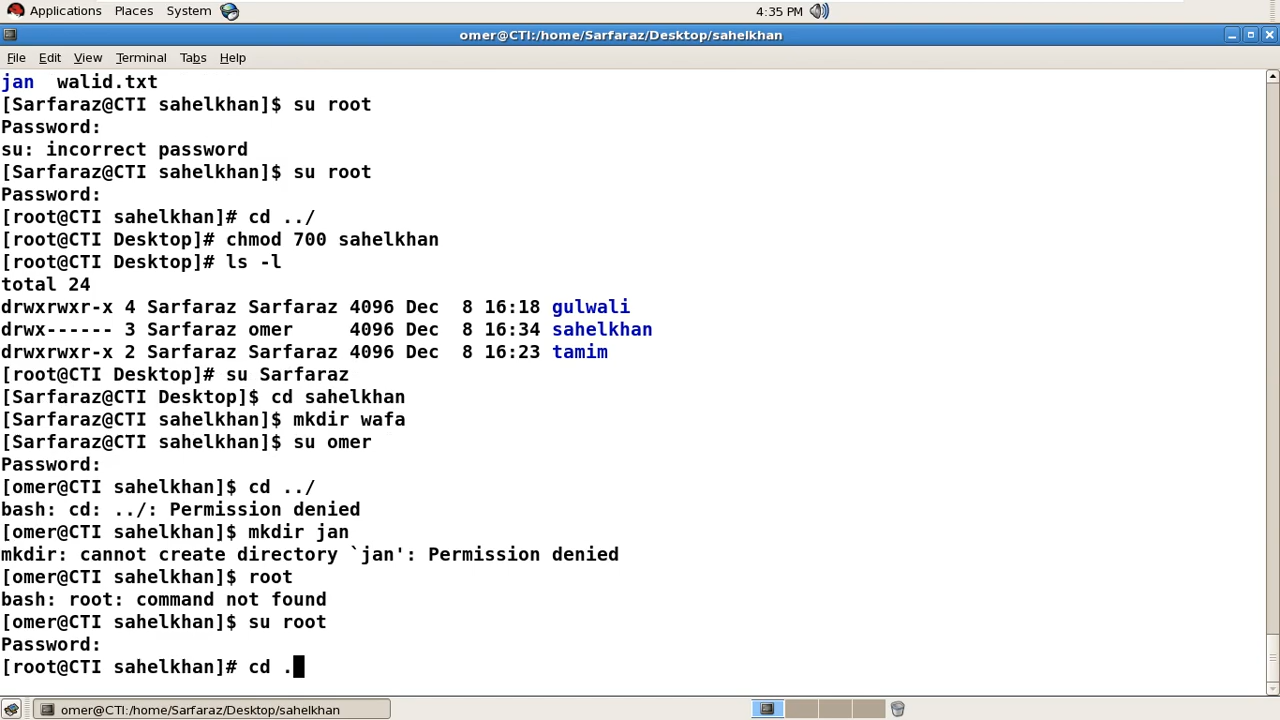 Applications Places System 4:35 PM
omer@CTI:/home/Sarfaraz/Desktop/sahelkhan
File Edit View Terminal Tabs Help
jan  walid.txt
[Sarfaraz@CTI sahelkhan]$ su root
Password:
su: incorrect password
[Sarfaraz@CTI sahelkhan]$ su root
Password:
[root@CTI sahelkhan]# cd ../
[root@CTI Desktop]# chmod 700 sahelkhan
[root@CTI Desktop]# ls -l
total 24
drwxrwxr-x 4 Sarfaraz Sarfaraz 4096 Dec  8 16:18 gulwali
drwx------ 3 Sarfaraz omer     4096 Dec  8 16:34 sahelkhan
drwxrwxr-x 2 Sarfaraz Sarfaraz 4096 Dec  8 16:23 tamim
[root@CTI Desktop]# su Sarfaraz
[Sarfaraz@CTI Desktop]$ cd sahelkhan
[Sarfaraz@CTI sahelkhan]$ mkdir wafa
[Sarfaraz@CTI sahelkhan]$ su omer
Password:
[omer@CTI sahelkhan]$ cd ../
bash: cd: ../: Permission denied
[omer@CTI sahelkhan]$ mkdir jan
mkdir: cannot create directory `jan': Permission denied
[omer@CTI sahelkhan]$ root
bash: root: command not found
[omer@CTI sahelkhan]$ su root
Password:
[root@CTI sahelkhan]# cd .
omer@CTI:/home/Sarfaraz/Desktop/sahelkhan